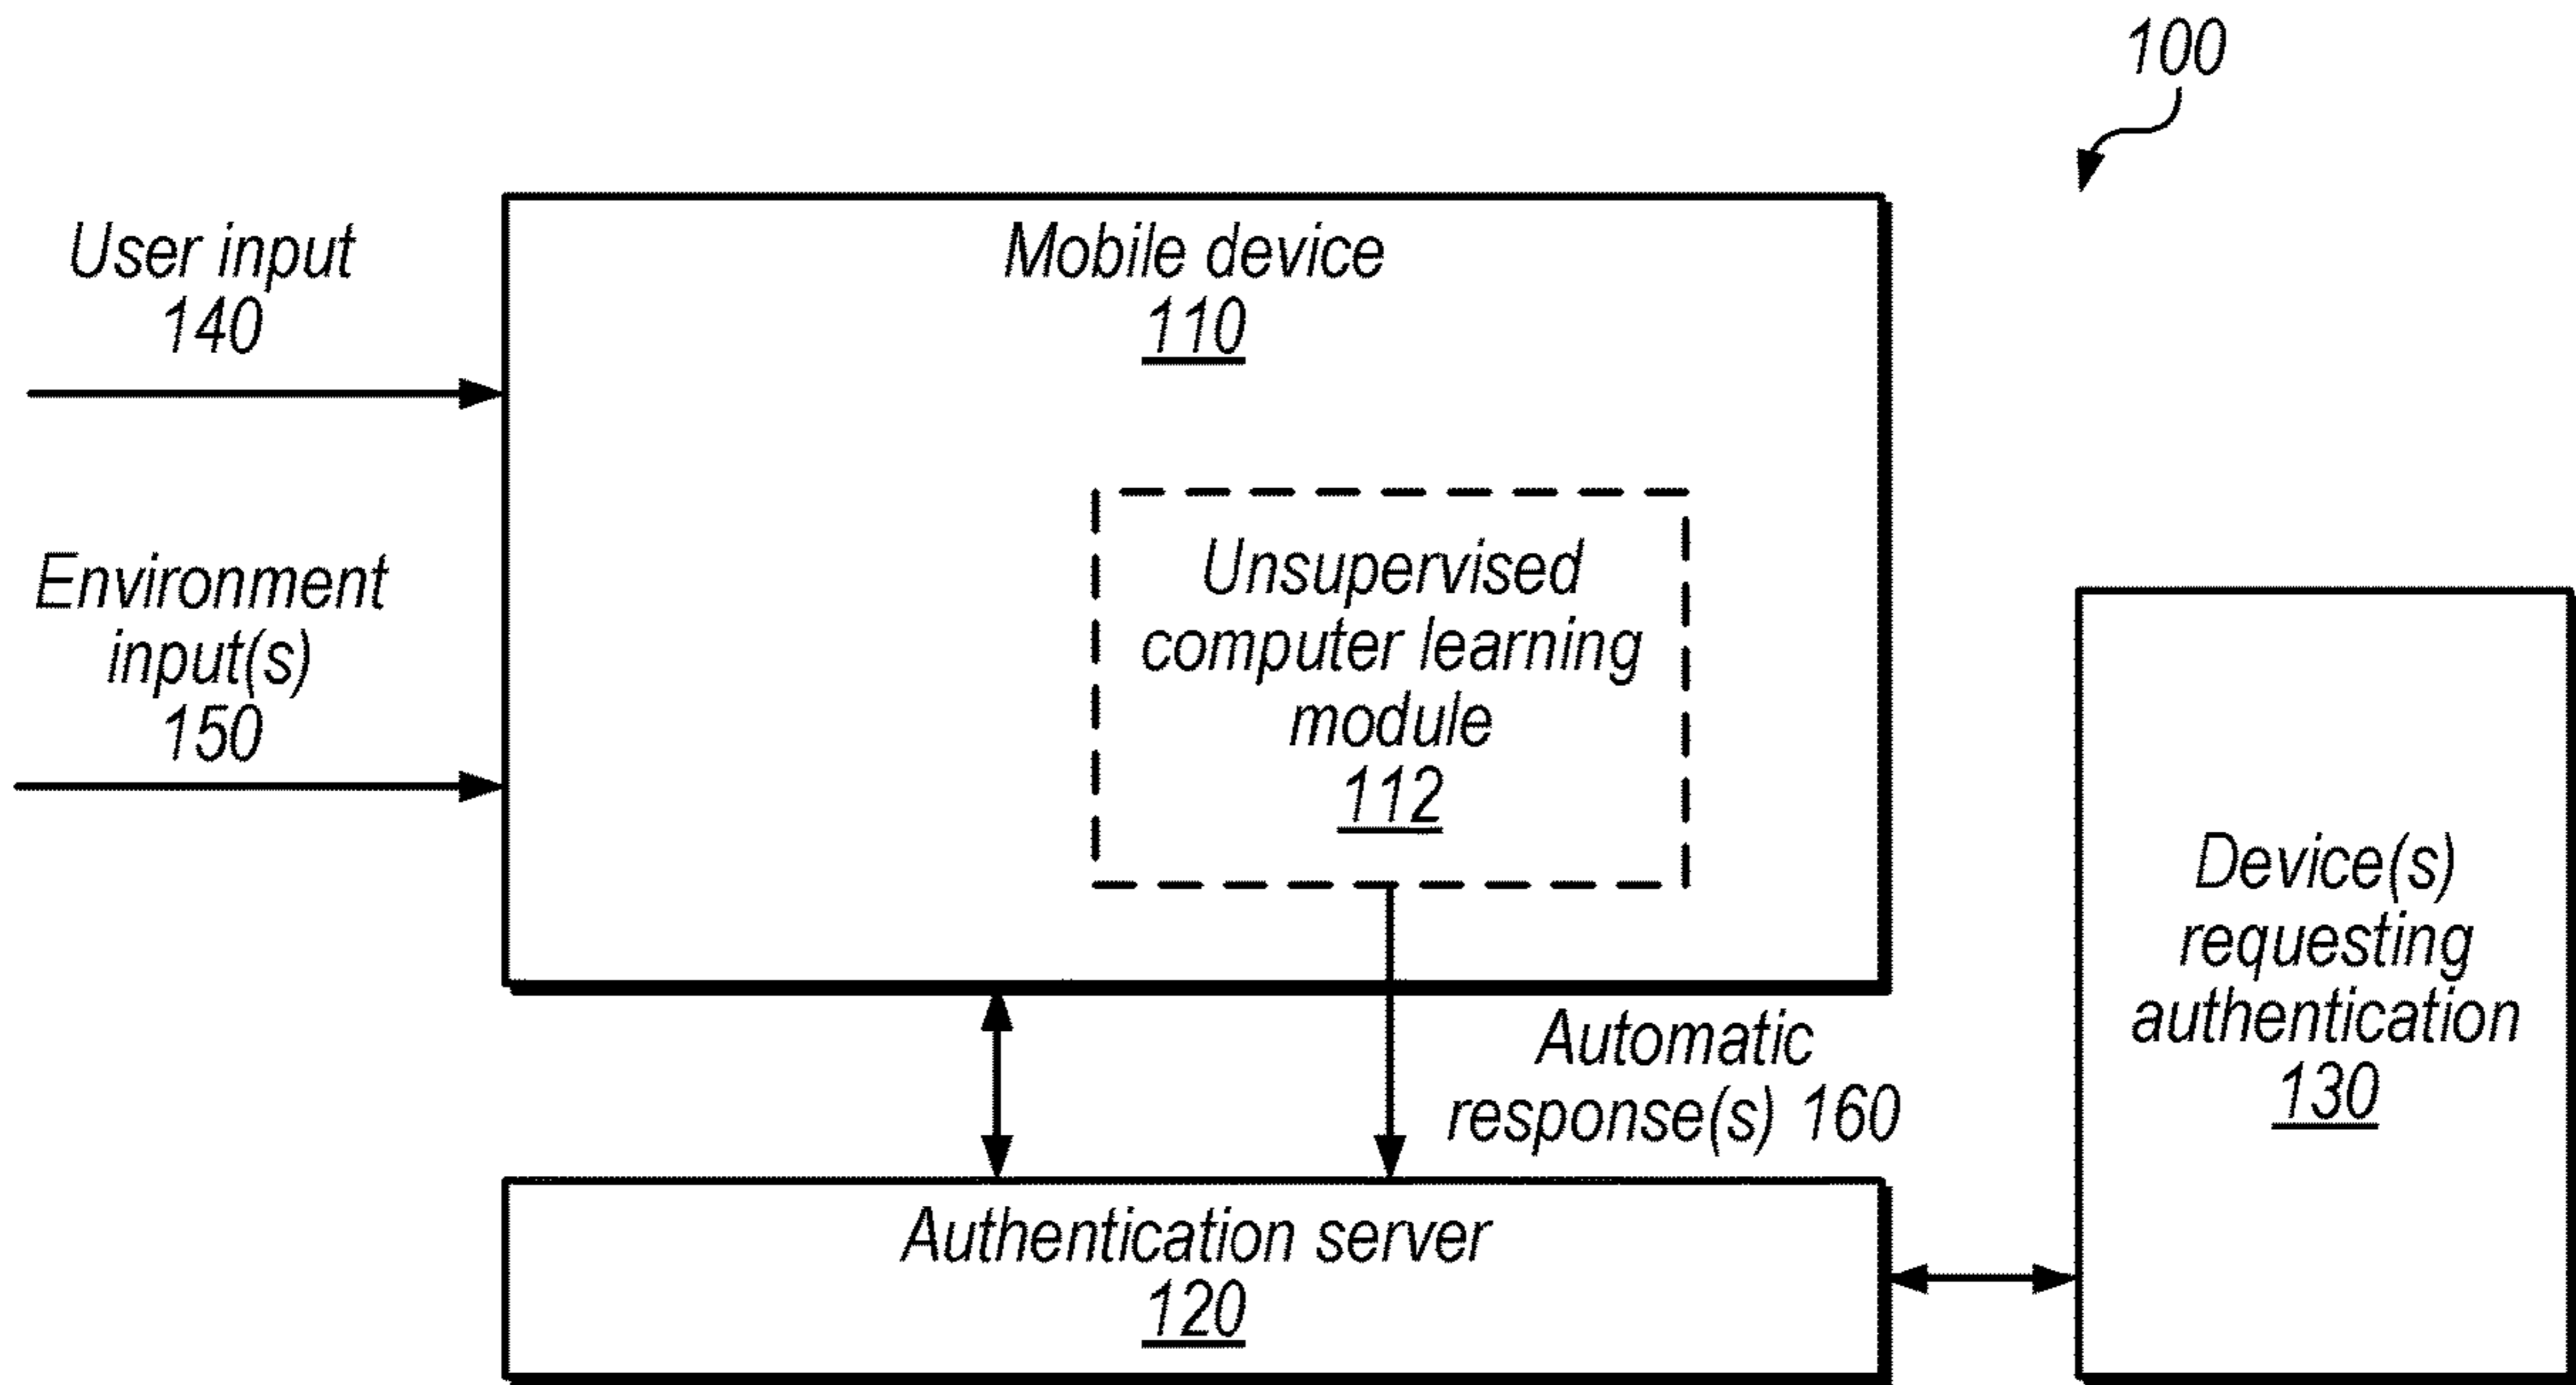 100
User input
140
Mobile device
110
Environment
input(s)
150
Unsupervised
computer learning
module
112
Device(s)
requesting
authentication
130
Automatic
response(s) 160
Authentication server
120